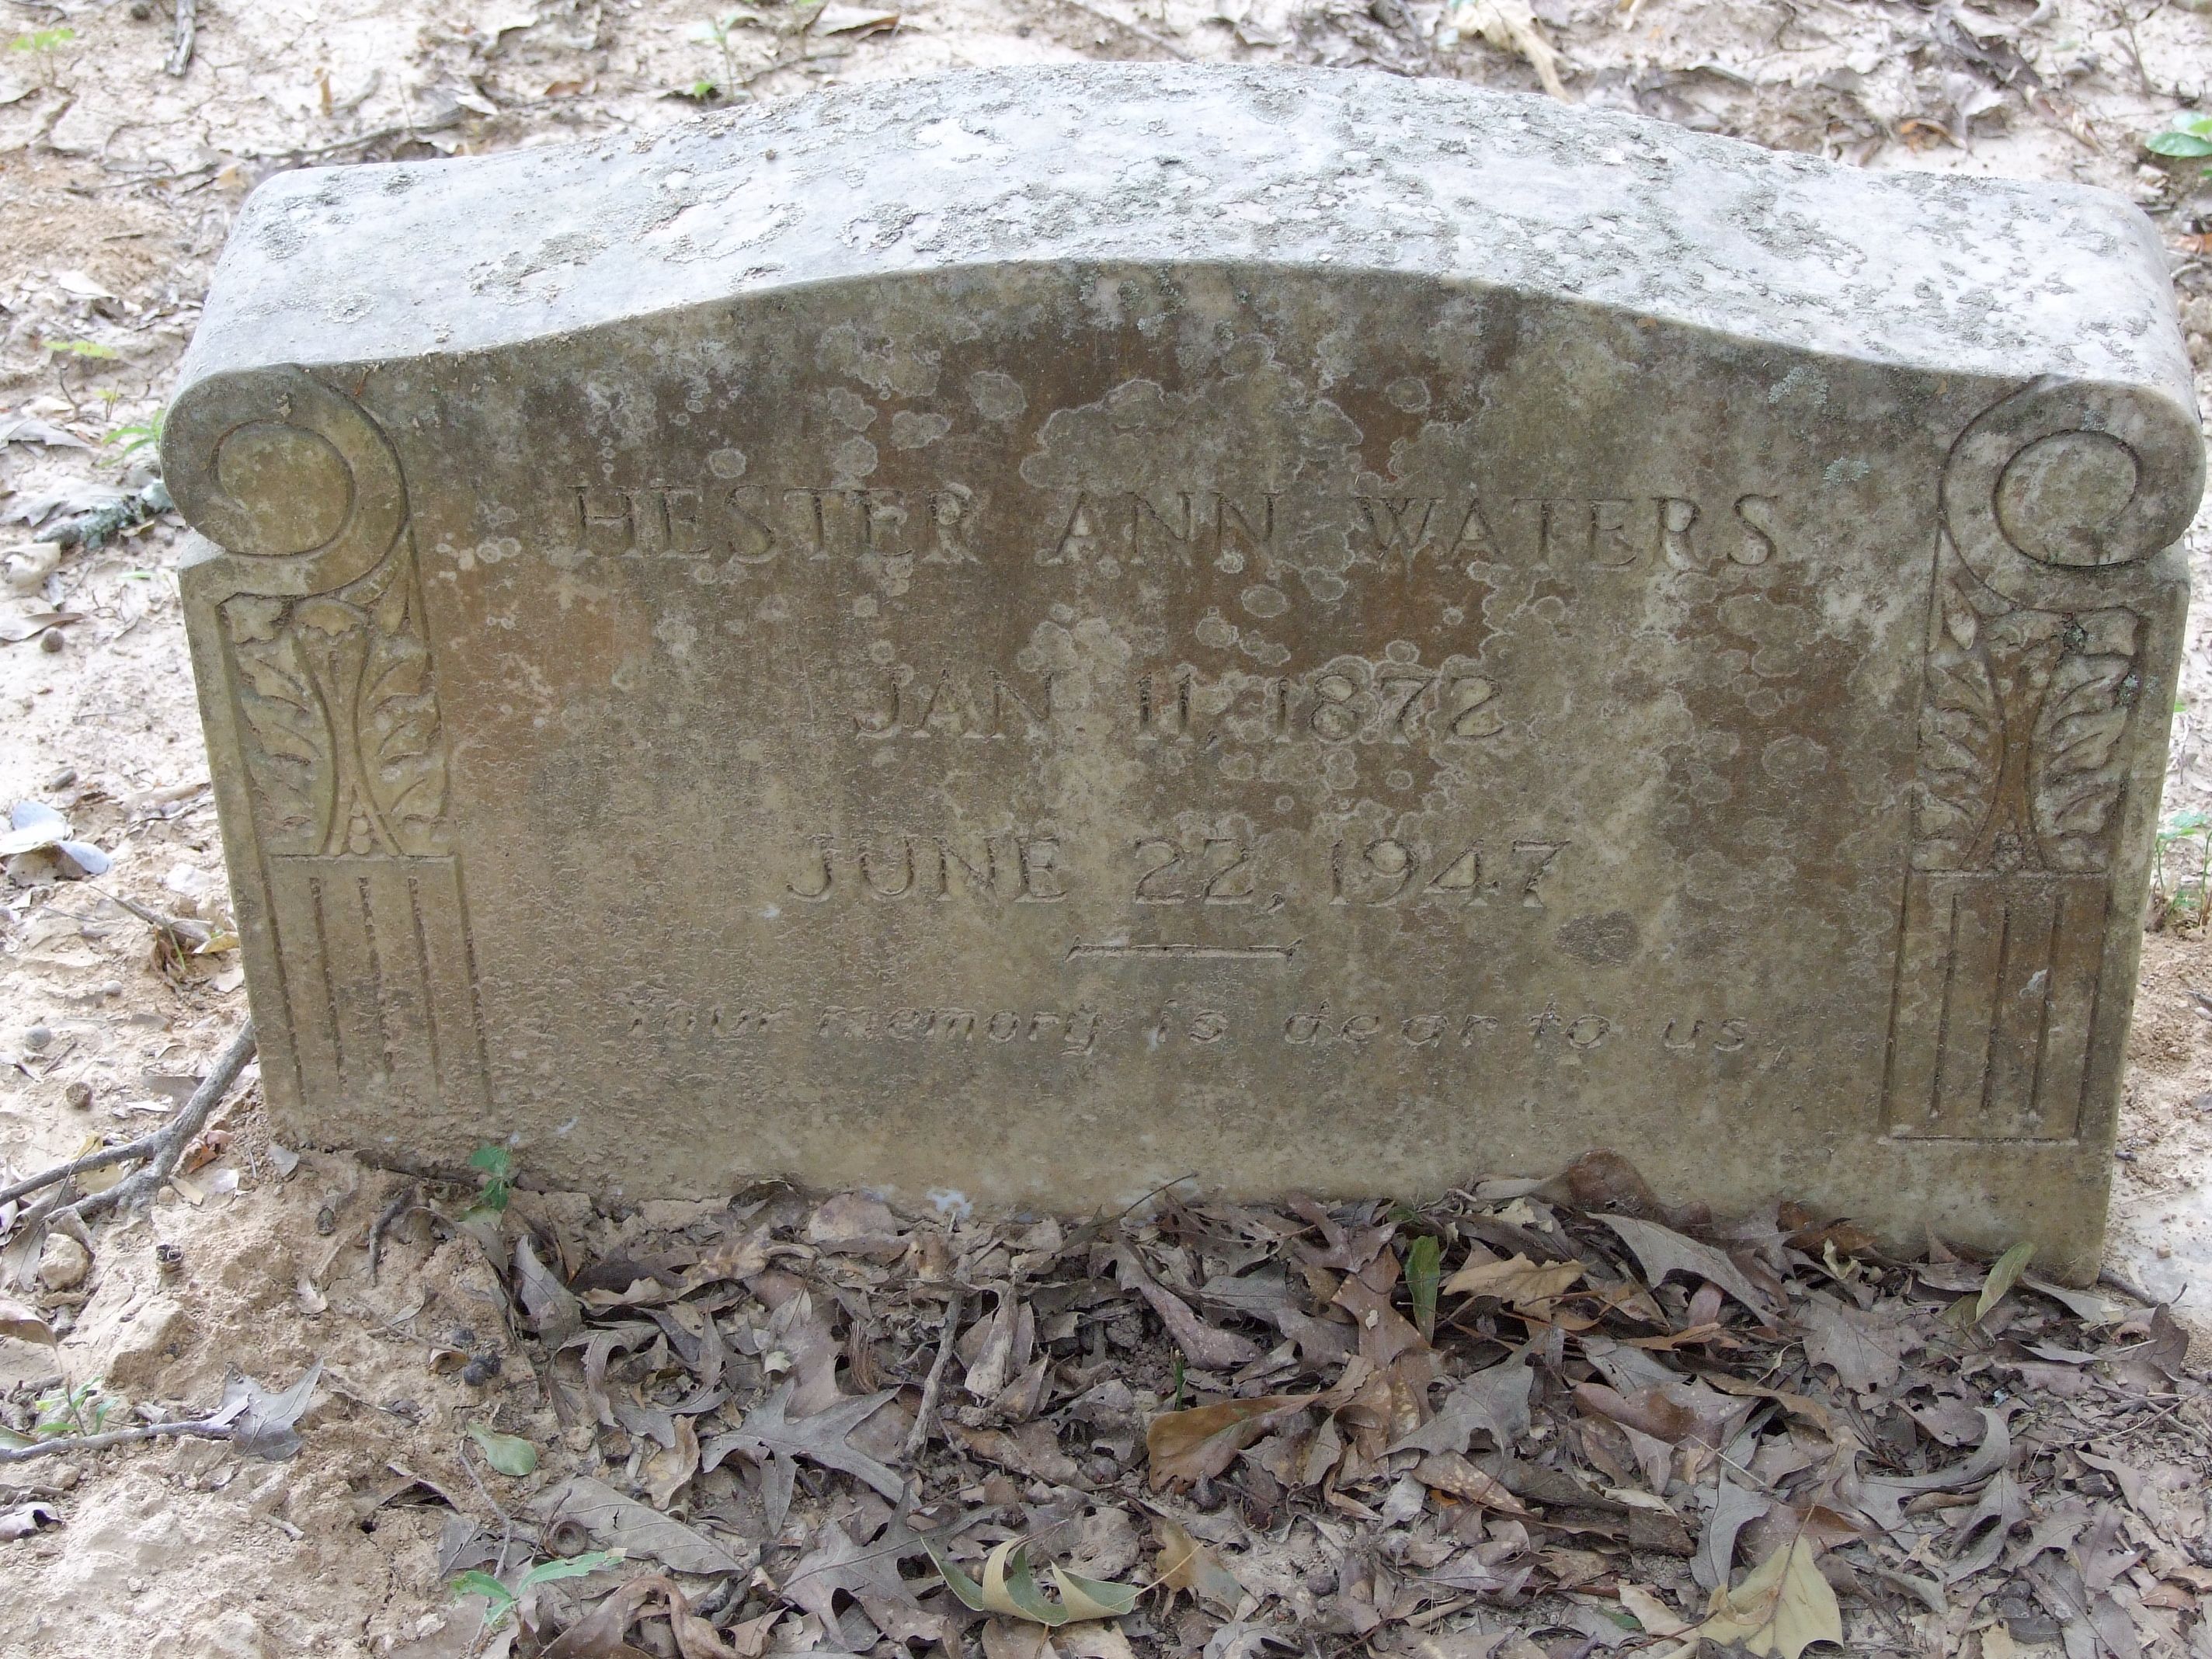 HESTER ANN WATERS
JAN 11, 1872
JUNE 22, 1947
Your memory is dear to us.